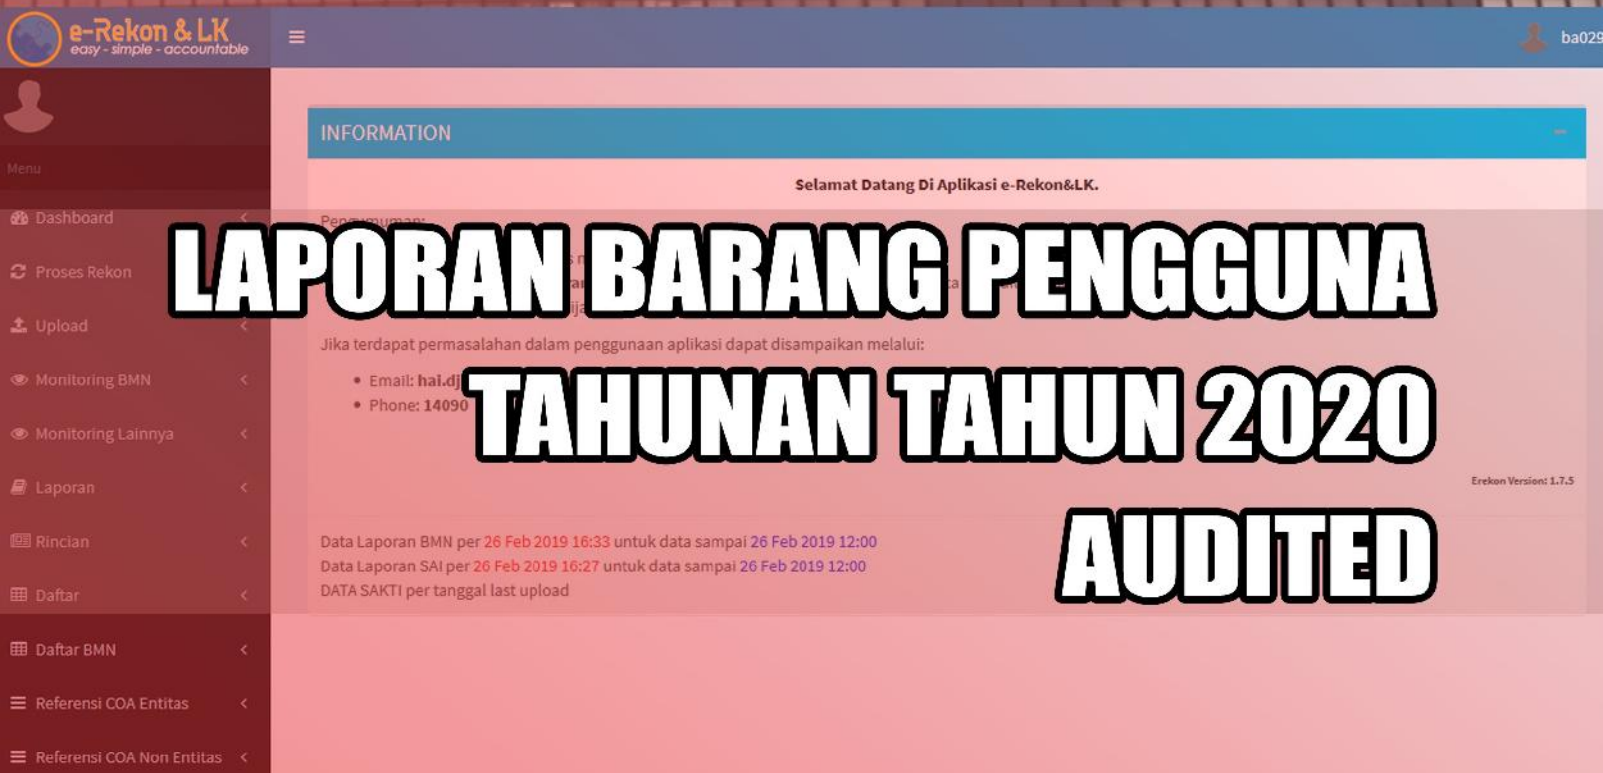 e-Rekon & LK
easy - simple - accountable
ba029
Menu
Dashboard
Proses Rekon
Upload
Monitoring BMN
Monitoring Lainnya
Laporan
Rincian
Daftar
Daftar BMN
Referensi COA Entitas
Referensi COA Non Entitas
INFORMATION
Selamat Datang Di Aplikasi e-Rekon&LK.
Pengumuman:
LAPORAN BARANG PENGGUNA
Jika terdapat permasalahan dalam penggunaan aplikasi dapat disampaikan melalui:
• Email: hai.dj
• Phone: 14090
TAHUNAN TAHUN 2020
Erekon Version: 1.7.5
AUDITED
Data Laporan BMN per 26 Feb 2019 16:33 untuk data sampai 26 Feb 2019 12:00
Data Laporan SAI per 26 Feb 2019 16:27 untuk data sampai 26 Feb 2019 12:00
DATA SAKTI per tanggal last upload